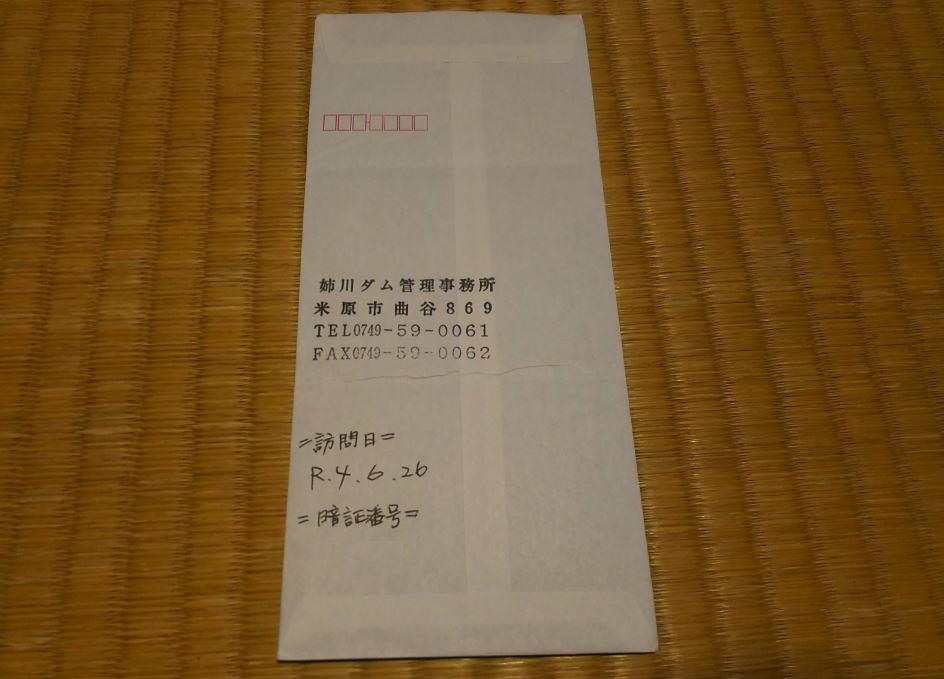 姉川ダム管理事務所
米原市曲谷869
TEL0749-59-0061
FAX0749-59-0062
=訪問日=
R.4.6.26
=暗証番号=